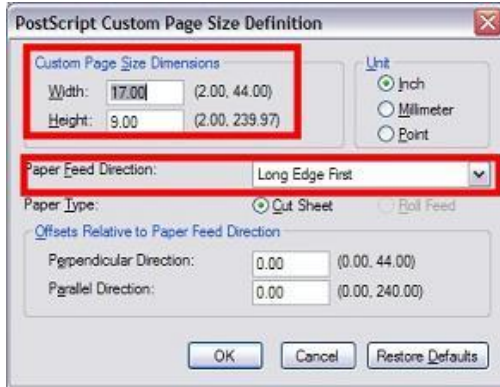 PostScript Custom Page Size Definition
Custom Page Size Dimensions
Width: 17.00 (2.00, 44.00)
Height: 9.00 (2.00, 239.97)
Unit
Inch
Millimeter
Point
Paper Feed Direction: Long Edge First
Paper Type: Cut Sheet Roll Feed
Offsets Relative to Paper Feed Direction
Perpendicular Direction: 0.00 (0.00, 44.00)
Parallel Direction: 0.00 (0.00, 240.00)
OK Cancel Restore Defaults